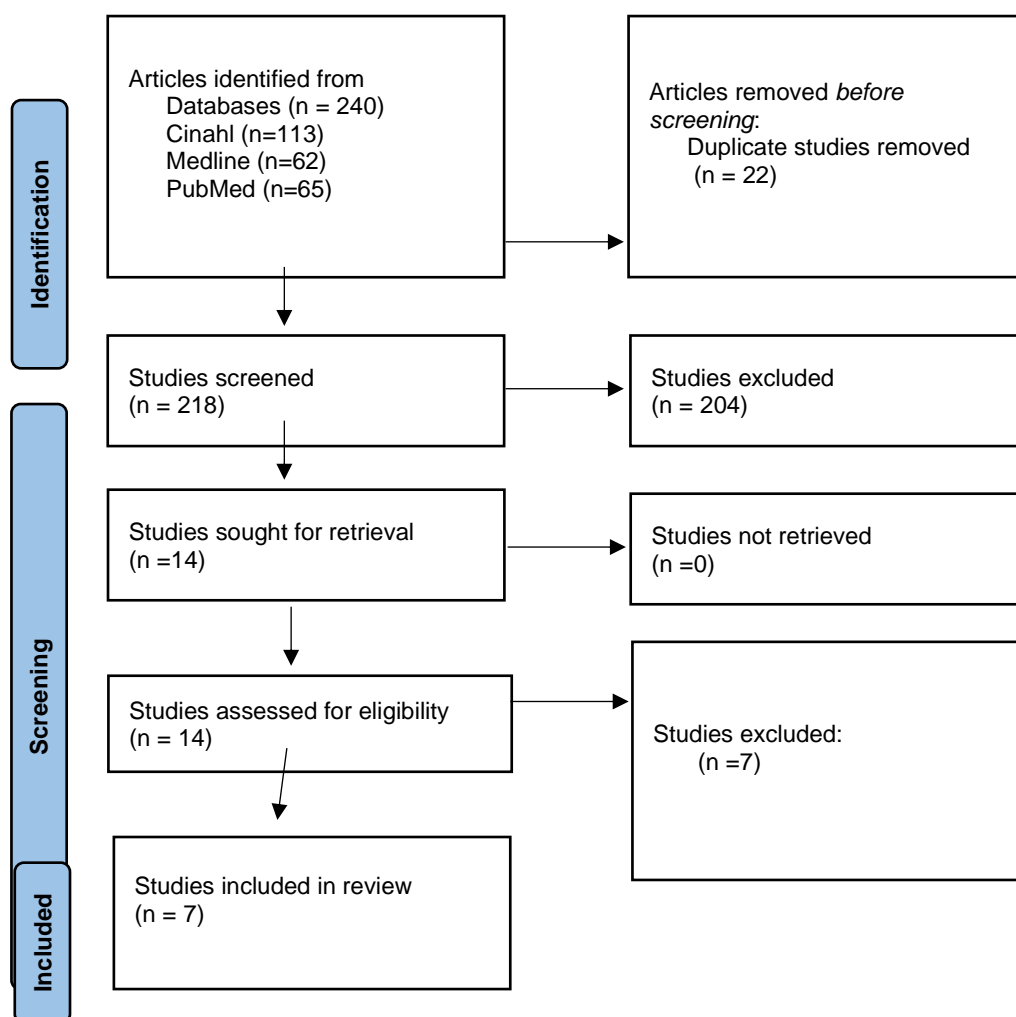 Identification
Articles identified from
Databases (n = 240)
Cinahl (n=113)
Medline (n=62)
PubMed (n=65)
Articles removed before
screening:
Duplicate studies removed
(n = 22)
Screening
Studies screened
(n = 218)
Studies excluded
(n = 204)
Studies sought for retrieval
(n =14)
Studies not retrieved
(n =0)
Studies assessed for eligibility
(n = 14)
Studies excluded:
(n =7)
Included
Studies included in review
(n = 7)